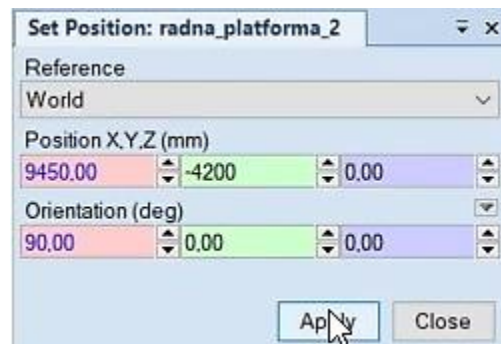 Set Position: radna_platforma_2
Reference
World
Position X,Y,Z (mm)
9450,00 -4200 0,00
Orientation (deg)
90,00 0,00 0,00
Apply Close